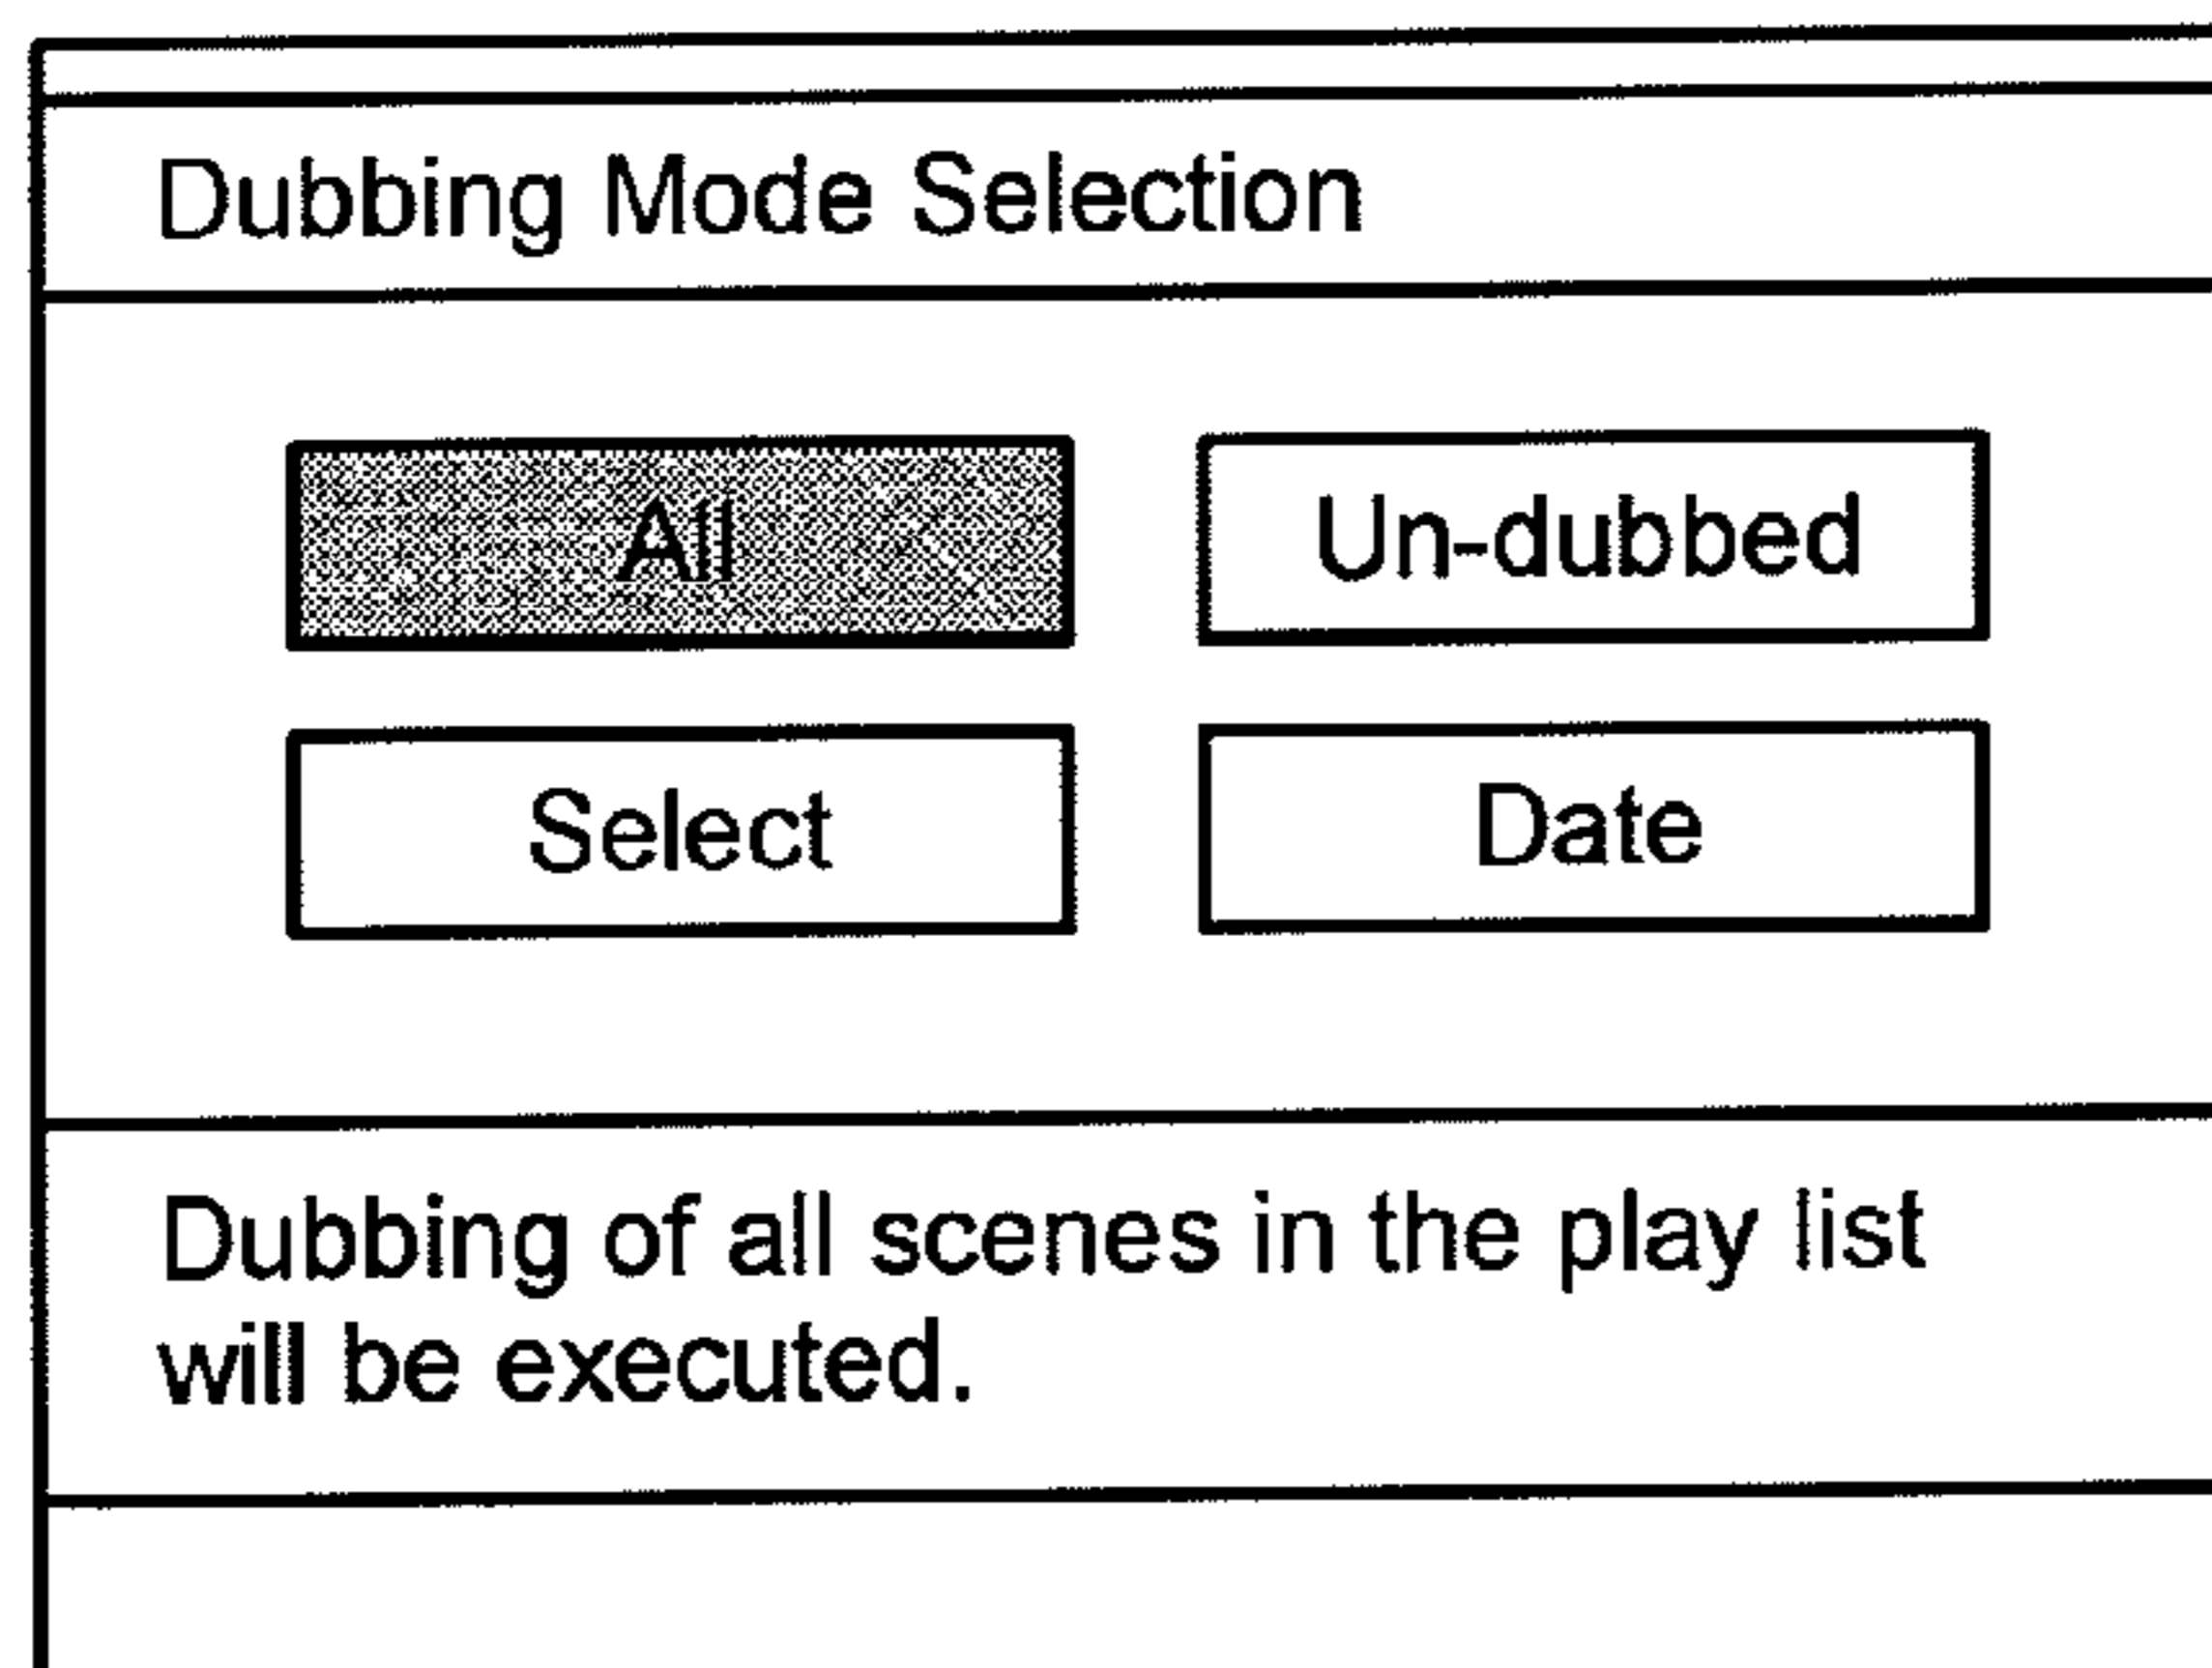 Dubbing Mode Selection
All
Un-dubbed
Select
Date
Dubbing of all scenes in the play list
will be executed.